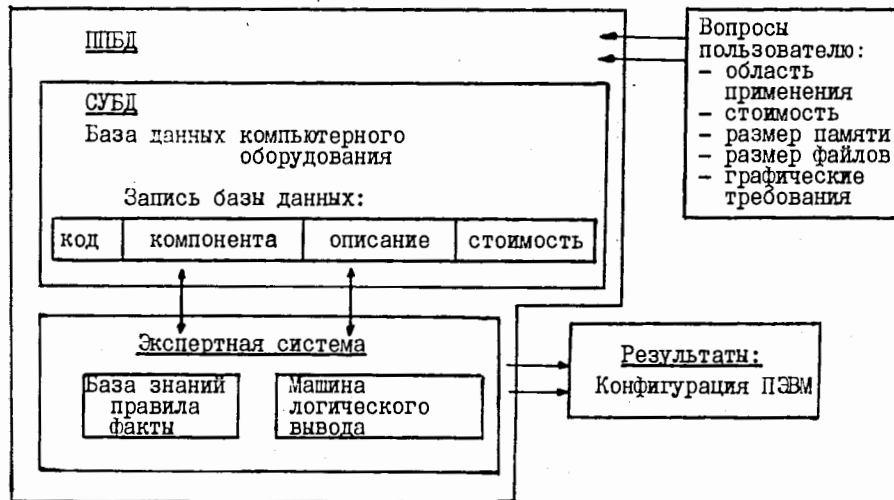 ППБД
СУБД
База данных компьютерного
оборудования
Запись базы данных:
код компонента описание стоимость
Экспертная система
База знаний
правила
факты
Машина
логического
вывода
Вопросы
пользователю:
– область
применения
– стоимость
– размер памяти
– размер файлов
– графические
требования
Результаты:
Конфигурация ПЭВМ